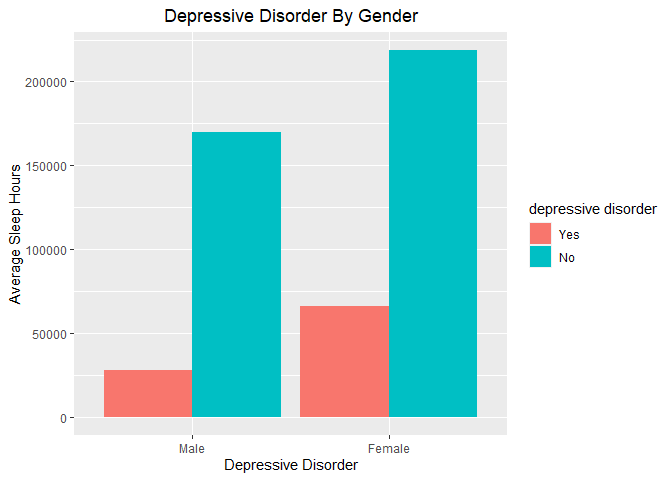 Depressive Disorder By Gender
Average Sleep Hours
200000
150000
100000
50000
0
Male Female
Depressive Disorder
depressive disorder
Yes
No